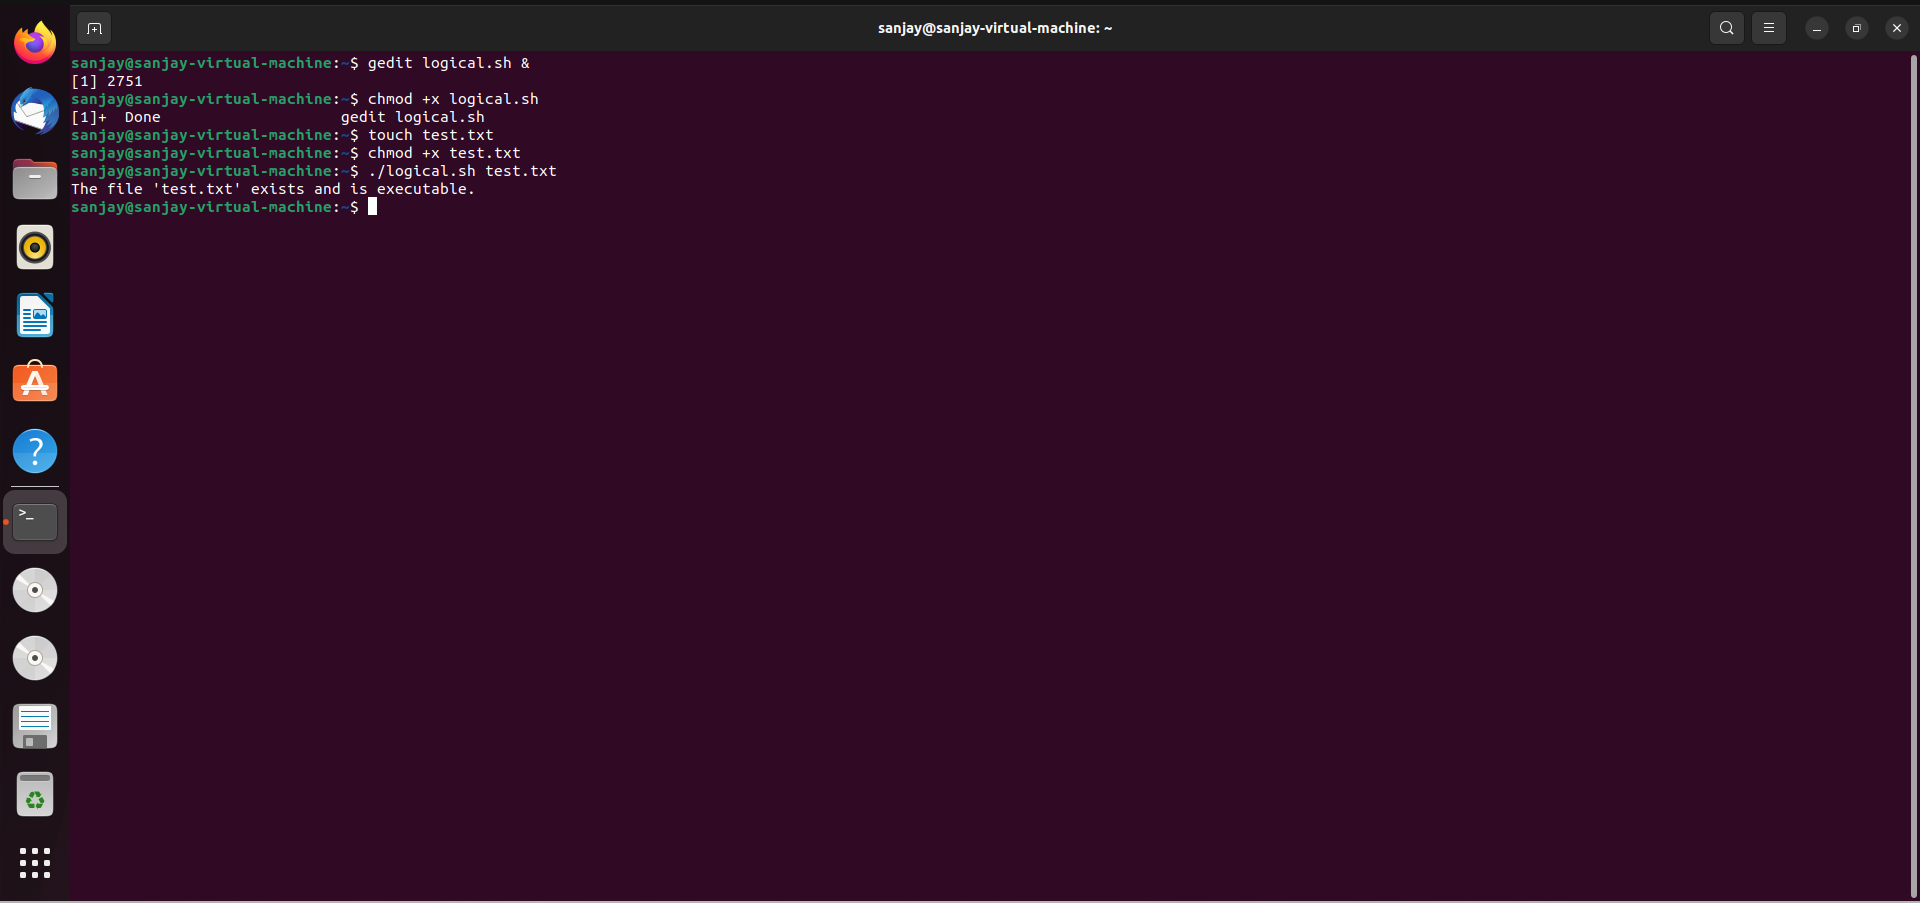 sanjay@sanjay-virtual-machine: ~
sanjay@sanjay-virtual-machine:~$ gedit logical.sh &
[1] 2751
sanjay@sanjay-virtual-machine:~$ chmod +x logical.sh
[1]+  Done                    gedit logical.sh
sanjay@sanjay-virtual-machine:~$ touch test.txt
sanjay@sanjay-virtual-machine:~$ chmod +x test.txt
sanjay@sanjay-virtual-machine:~$ ./logical.sh test.txt
The file 'test.txt' exists and is executable.
sanjay@sanjay-virtual-machine:~$